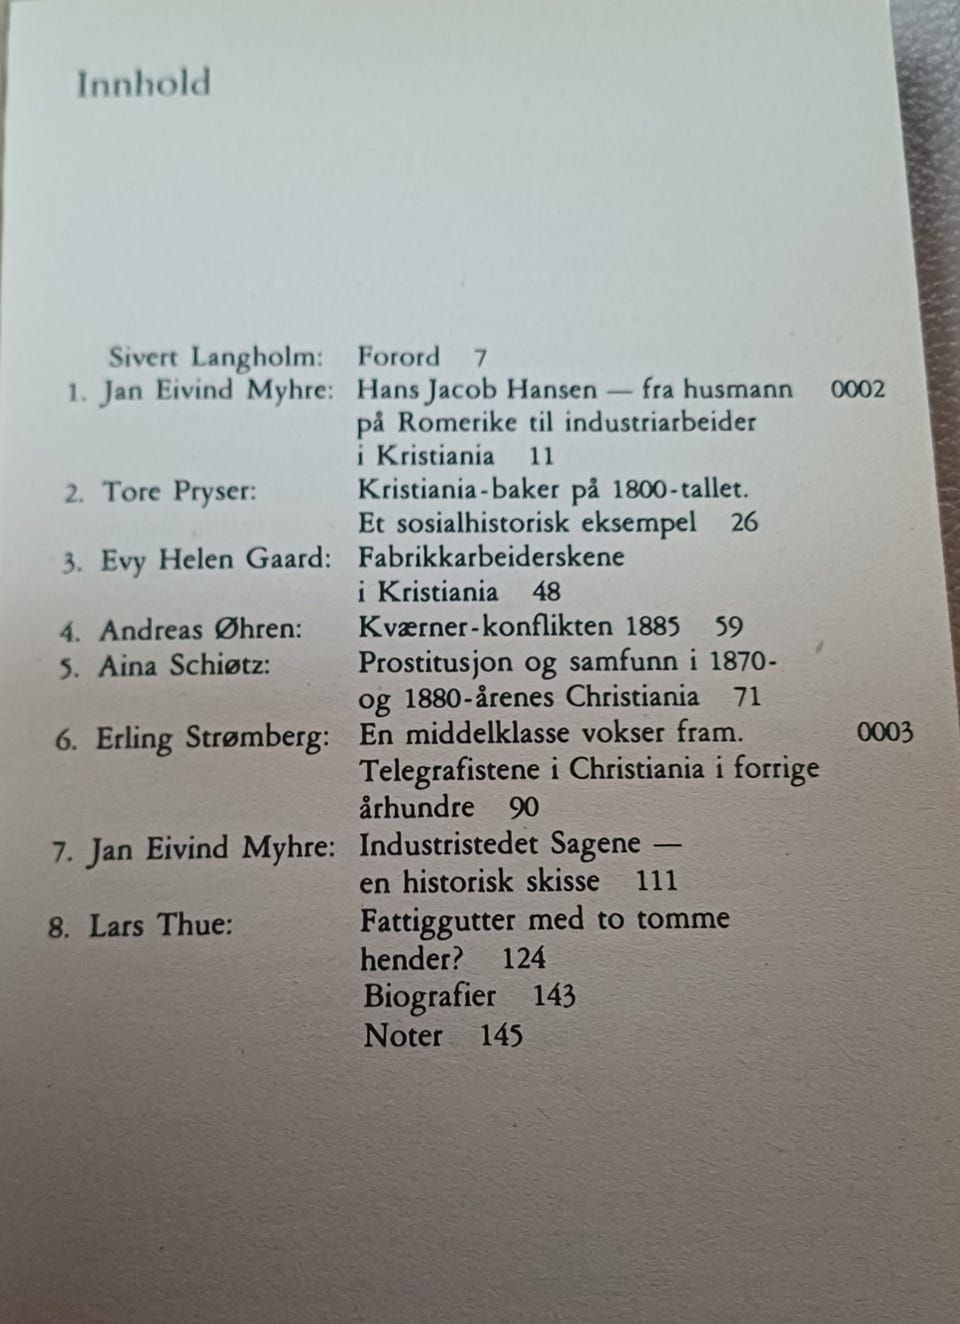 Innhold
Sivert Langholm: Forord 7
1. Jan Eivind Myhre: Hans Jacob Hansen — fra husmann 0002
på Romerike til industriarbeider
i Kristiania 11
2. Tore Pryser: Kristiania-baker på 1800-tallet.
Et sosialhistorisk eksempel 26
3. Evy Helen Gaard: Fabrikkarbeiderskene
i Kristiania 48
4. Andreas Øhren: Kværner-konflikten 1885 59
5. Aina Schiøtz: Prostitusjon og samfunn i 1870-
og 1880-årenes Christiania 71
6. Erling Strømberg: En middelklasse vokser fram. 0003
Telegrafistene i Christiania i forrige
århundre 90
7. Jan Eivind Myhre: Industristedet Sagene —
en historisk skisse 111
8. Lars Thue: Fattiggutter med to tomme
hender? 124
Biografier 143
Noter 145